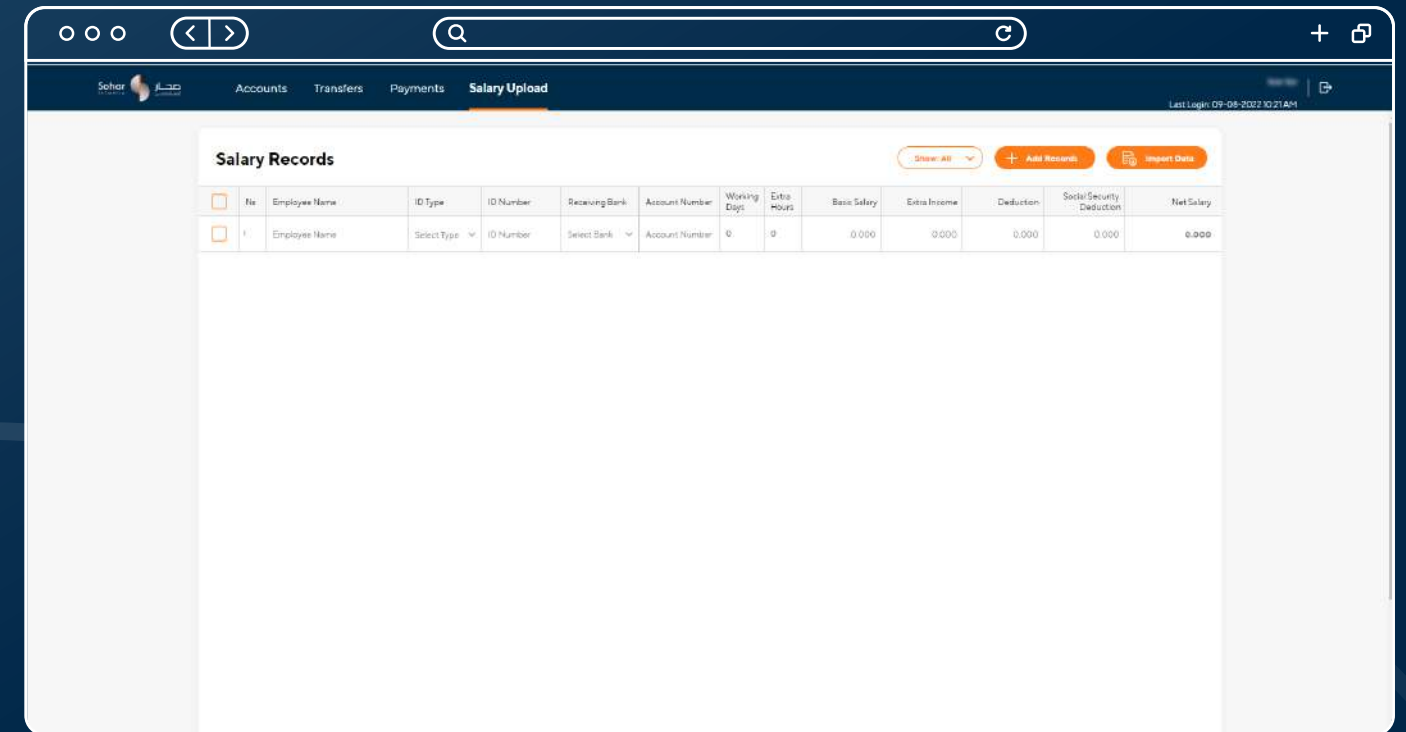 Sohar صحار
Accounts Transfers Payments Salary Upload
Last Login: 09-08-2022 10:21 AM
Salary Records
Show: All
Add Records
Import Data
No Employee Name ID Type ID Number Receiving Bank Account Number Working Days Extra Hours Basic Salary Extra Income Deduction Social Security Deduction Net Salary
1 Employee Name Select Type ID Number Select Bank Account Number 0 0 0.000 0.000 0.000 0.000 0.000